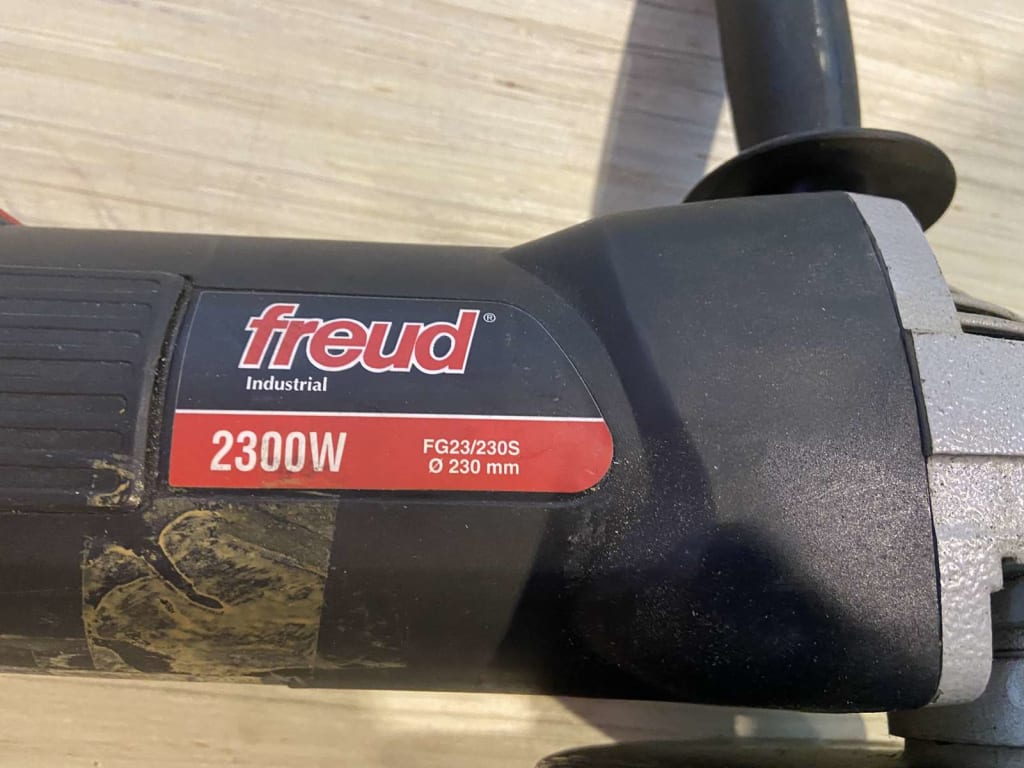 freud®
Industrial
2300W
FG23/230S
Ø 230 mm